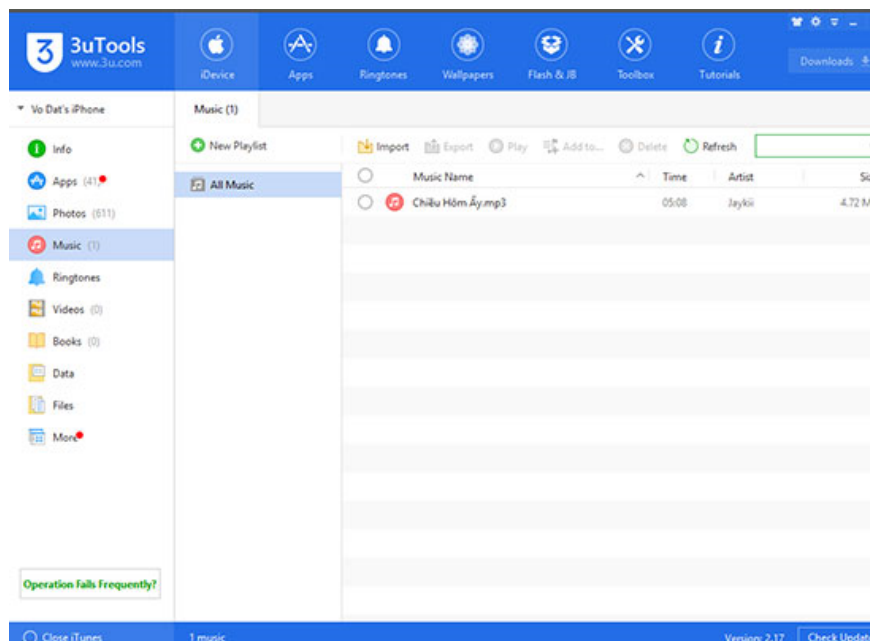 3uTools
www.3u.com
iDevice
Apps
Ringtones
Wallpapers
Flash & JB
Toolbox
Tutorials
Downloads
Vo Dat's iPhone
Music (1)
Info
Apps (41)
Photos (611)
Music (1)
Ringtones
Videos (0)
Books (0)
Data
Files
More
Operation Fails Frequently?
New Playlist
All Music
Import Export Play Add to... Delete Refresh
Music Name Time Artist
Chiều Hôm Ấy.mp3 05:08 Jaykii 4.72 M
Close iTunes
1 music
Version: 2.17
Check Update